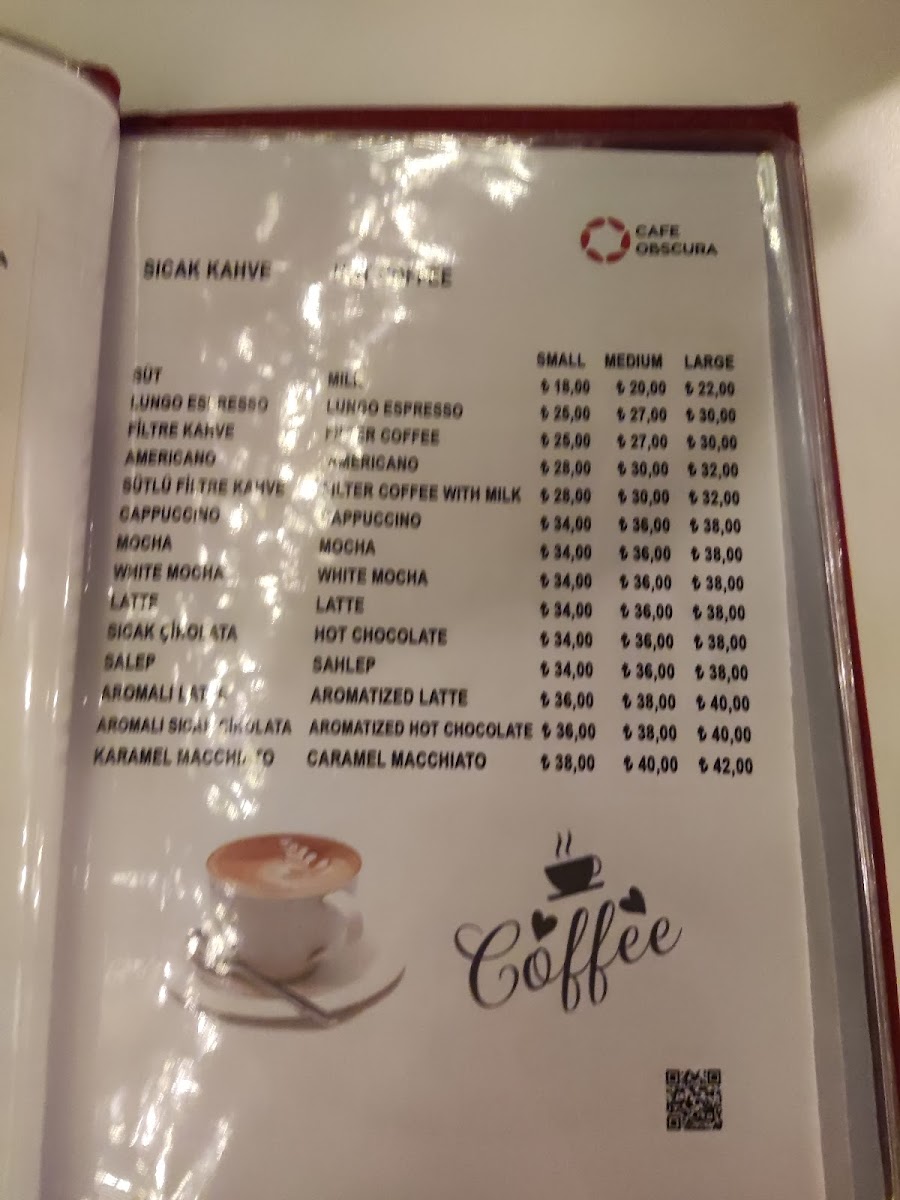 CAFE
OBSCURA
SICAK KAHVE COFFEE
SMALL MEDIUM LARGE
SÜT MILK ₺ 18,00 ₺ 20,00 ₺ 22,00
LUNGO ESPRESSO LUNGO ESPRESSO ₺ 25,00 ₺ 27,00 ₺ 30,00
FİLTRE KAHVE FILTER COFFEE ₺ 25,00 ₺ 27,00 ₺ 30,00
AMERICANO AMERICANO ₺ 28,00 ₺ 30,00 ₺ 32,00
SÜTLÜ FİLTRE KAHVE FILTER COFFEE WITH MILK ₺ 28,00 ₺ 30,00 ₺ 32,00
CAPPUCCINO CAPPUCCINO ₺ 34,00 ₺ 36,00 ₺ 38,00
MOCHA MOCHA ₺ 34,00 ₺ 36,00 ₺ 38,00
WHITE MOCHA WHITE MOCHA ₺ 34,00 ₺ 36,00 ₺ 38,00
LATTE LATTE ₺ 34,00 ₺ 36,00 ₺ 38,00
SICAK ÇİKOLATA HOT CHOCOLATE ₺ 34,00 ₺ 36,00 ₺ 38,00
SALEP SAHLEP ₺ 34,00 ₺ 36,00 ₺ 38,00
AROMALI LATTE AROMATIZED LATTE ₺ 36,00 ₺ 38,00 ₺ 40,00
AROMALI SICAK ÇİKOLATA AROMATIZED HOT CHOCOLATE ₺ 36,00 ₺ 38,00 ₺ 40,00
KARAMEL MACCHIATO CARAMEL MACCHIATO ₺ 38,00 ₺ 40,00 ₺ 42,00
Coffee